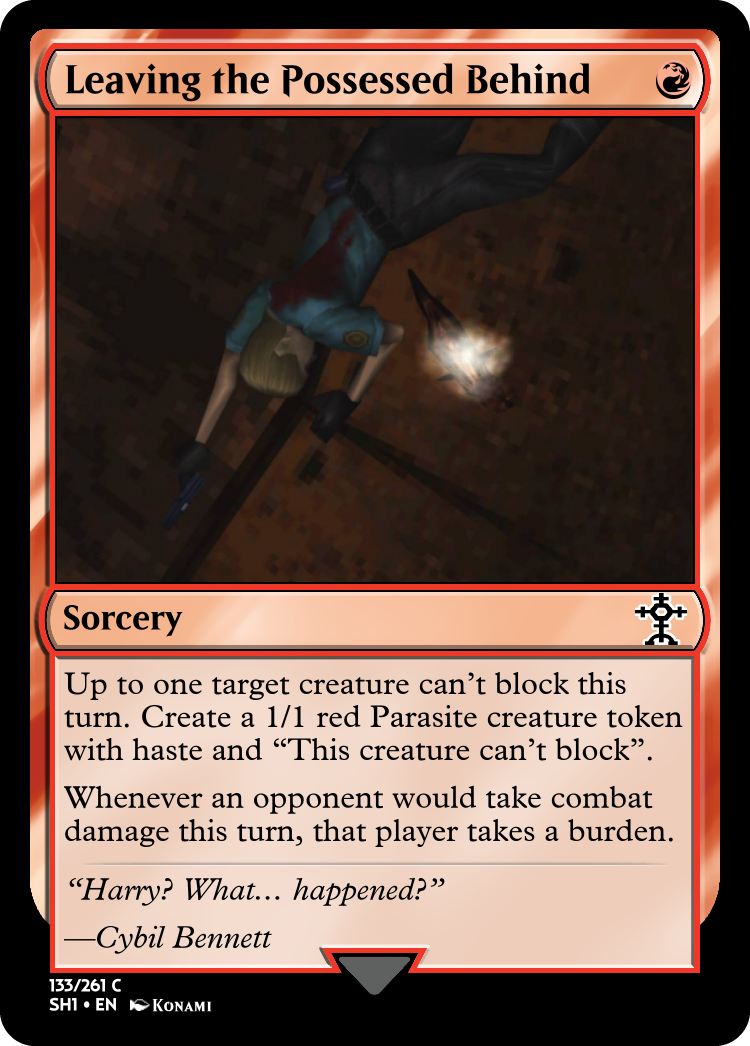 Leaving the Possessed Behind
Sorcery
Up to one target creature can't block this
turn. Create a 1/1 red Parasite creature token
with haste and “This creature can't block”.
Whenever an opponent would take combat
damage this turn, that player takes a burden.
“Harry? What… happened?”
—Cybil Bennett
133/261 C
SH1 • EN KONAMI